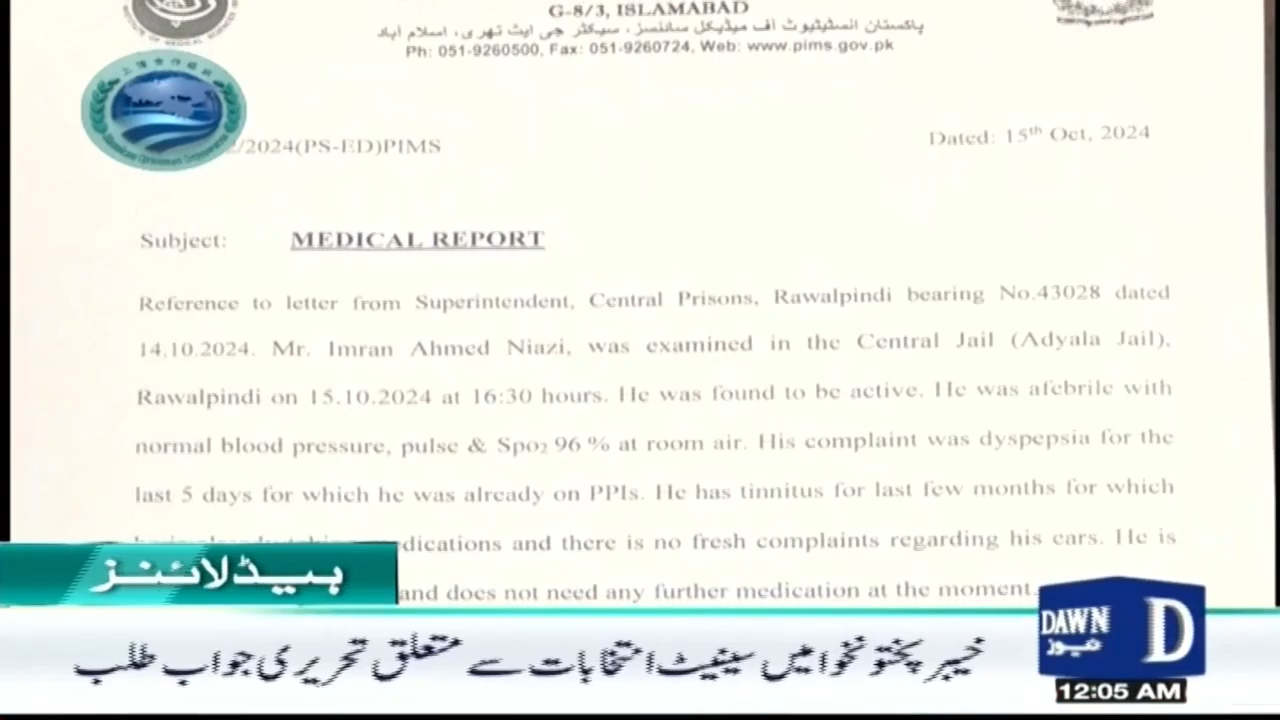 G-8/3, ISLAMABAD
پاکستان انسٹیٹیوٹ آف میڈیکل سائنسز، سیکٹر جی ایٹ تھری، اسلام آباد
Ph: 051-9260500, Fax: 051-9260724, Web: www.pims.gov.pk
/2024(PS-ED)PIMS
Dated: 15th Oct, 2024
Subject: MEDICAL REPORT
Reference to letter from Superintendent, Central Prisons, Rawalpindi bearing No.43028 dated
14.10.2024. Mr. Imran Ahmed Niazi, was examined in the Central Jail (Adyala Jail),
Rawalpindi on 15.10.2024 at 16:30 hours. He was found to be active. He was afebrile with
normal blood pressure, pulse & Spo2 96 % at room air. His complaint was dyspepsia for the
last 5 days for which he was already on PPIs. He has tinnitus for last few months for which
dications and there is no fresh complaints regarding his ears. He is
and does not need any further medication at the moment.
ہیڈلائنز
خیبر پختونخوا میں سینیٹ انتخابات سے متعلق تحریری جواب طلب
DAWN
نیوز
D
12:05 AM